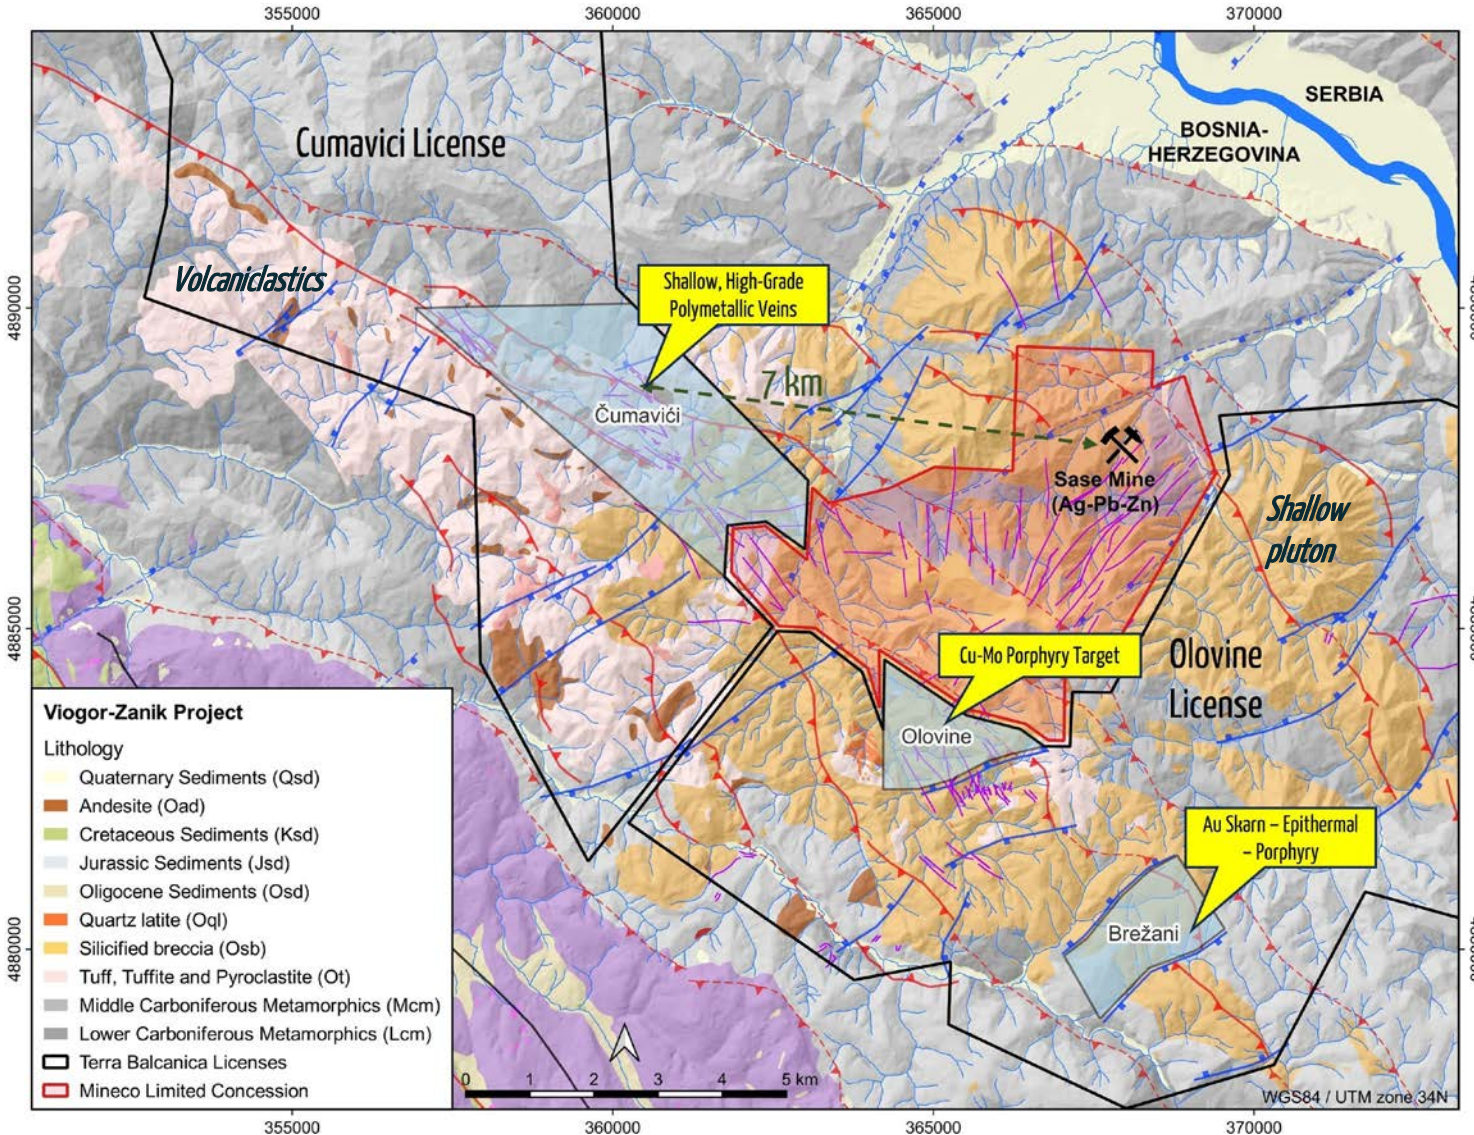 355000
360000
365000
370000
SERBIA
BOSNIA-
HERZEGOVINA
Cumavici License
Volcaniclastics
Shallow, High-Grade
Polymetallic Veins
4890000
4890000
7 km
Čumavići
Sase Mine
(Ag-Pb-Zn)
Shallow
pluton
4885000
4885000
Cu-Mo Porphyry Target
Olovine
License
Olovine
Au Skarn – Epithermal
– Porphyry
Brežani
4880000
4880000
Viogor-Zanik Project
Lithology
Quaternary Sediments (Qsd)
Andesite (Oad)
Cretaceous Sediments (Ksd)
Jurassic Sediments (Jsd)
Oligocene Sediments (Osd)
Quartz latite (Oql)
Silicified breccia (Osb)
Tuff, Tuffite and Pyroclastite (Ot)
Middle Carboniferous Metamorphics (Mcm)
Lower Carboniferous Metamorphics (Lcm)
Terra Balcanica Licenses
Mineco Limited Concession
0 1 2 3 4 5 km
WGS84 / UTM zone 34N
355000
360000
365000
370000